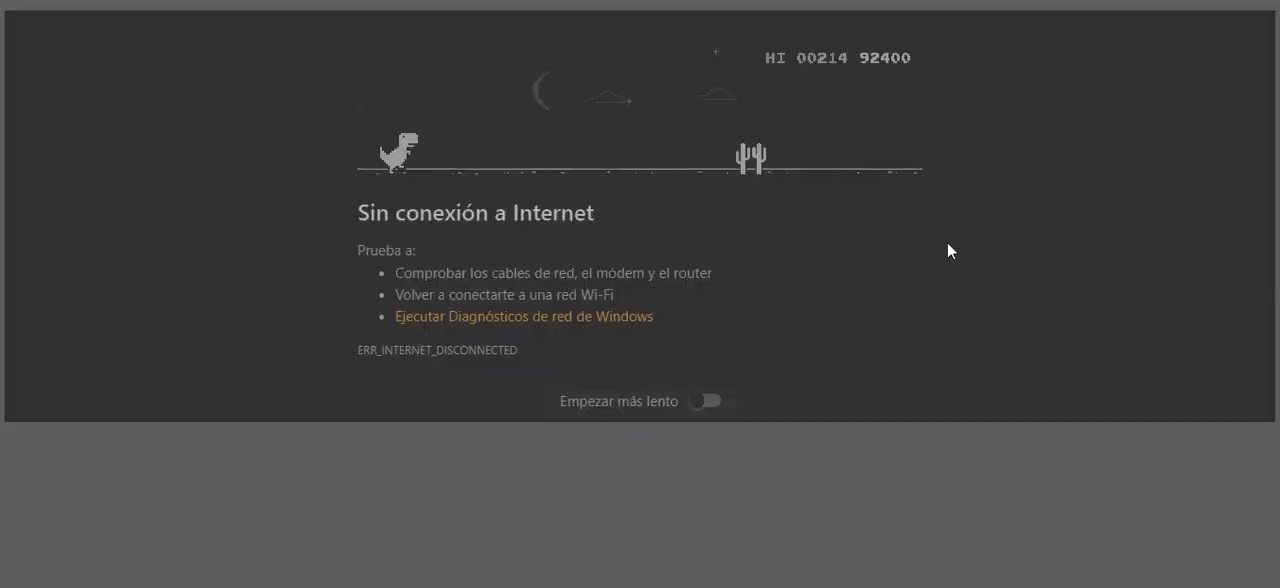 HI 00214 92400
Sin conexión a Internet
Prueba a:
Comprobar los cables de red, el módem y el router
Volver a conectarte a una red Wi-Fi
Ejecutar Diagnósticos de red de Windows
ERR_INTERNET_DISCONNECTED
Empezar más lento